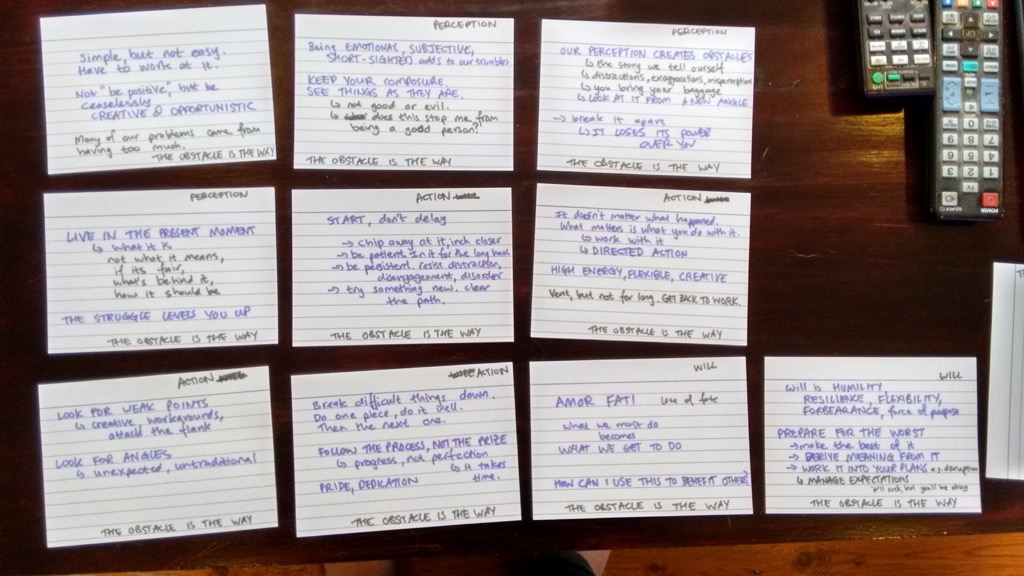 Simple, but not easy.
Have to work at it.
Not "be positive", but be
ceaselessly
CREATIVE & OPPORTUNISTIC
Many of our problems came from
having too much.
THE OBSTACLE IS THE WAY
PERCEPTION
Being EMOTIONAL, SUBJECTIVE,
SHORT-SIGHTED adds to our troubles
KEEP YOUR COMPOSURE.
SEE THINGS AS THEY ARE.
↳ not good or evil.
↳ does this stop me from
being a good person?
THE OBSTACLE IS THE WAY
PERCEPTION
OUR PERCEPTION CREATES OBSTACLES
↳ the story we tell ourself
↳ distractions, exaggerations, misperceptions
↳ you bring your baggage
↳ LOOK AT IT FROM A NEW ANGLE
→ break it apart
↳ IT LOSES ITS POWER
OVER YOU
THE OBSTACLE IS THE WAY
PERCEPTION
LIVE IN THE PRESENT MOMENT
↳ what it is
not what it means,
if its fair,
what's behind it,
how it should be
THE STRUGGLE LEVELS YOU UP
THE OBSTACLE IS THE WAY
ACTION
START, don't delay
→ chip away at it, inch closer
→ be patient. In it for the long haul
→ be persistent. resist distraction,
disengagement, disorder
→ try something new. clear
the path.
THE OBSTACLE IS THE WAY
ACTION
It doesn't matter what happened.
What matters is what you do with it.
↳ work with it
↳ DIRECTED ACTION
HIGH ENERGY, FLEXIBLE, CREATIVE
Vent, but not for long. GET BACK TO WORK.
THE OBSTACLE IS THE WAY
ACTION
LOOK FOR WEAK POINTS
↳ creative, workarounds,
attack the flank
LOOK FOR ANGLES
↳ unexpected, untraditional
THE OBSTACLE IS THE WAY
ACTION
Break difficult things down.
Do one piece, do it well.
Then the next one.
FOLLOW THE PROCESS, NOT THE PRIZE
↳ progress, not perfection
↳ it takes
time.
PRIDE, DEDICATION
THE OBSTACLE IS THE WAY
WILL
AMOR FATI love of fate
what we must do
becomes
WHAT WE GET TO DO
HOW CAN I USE THIS TO BENEFIT OTHERS?
THE OBSTACLE IS THE WAY
WILL
Will is HUMILITY,
RESILIENCE, FLEXIBILITY,
FORBEARANCE, force of purpose
PREPARE FOR THE WORST
→ make the best of it
→ DERIVE MEANING FROM IT
→ WORK IT INTO YOUR PLANS e.g. disruption
↳ MANAGE EXPECTATIONS
it'll suck, but you'll be okay
THE OBSTACLE IS THE WAY